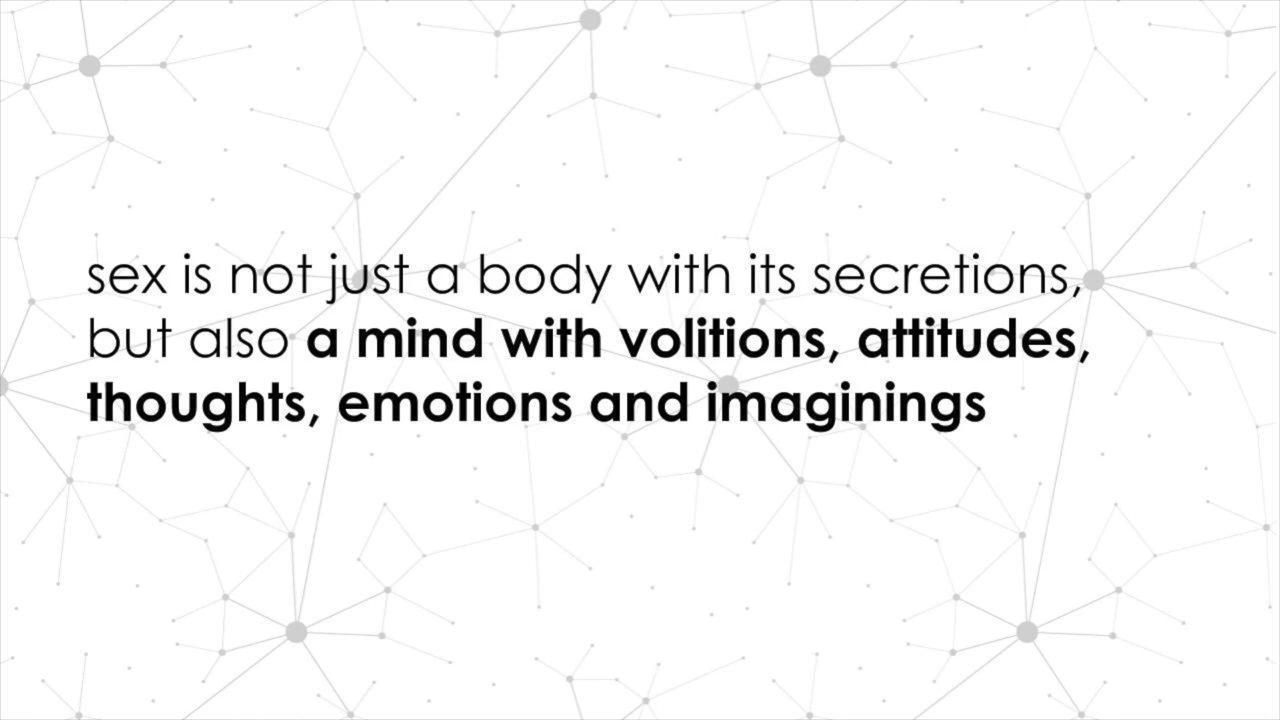 sex is not just a body with its secretions,
but also a mind with volitions, attitudes,
thoughts, emotions and imaginings